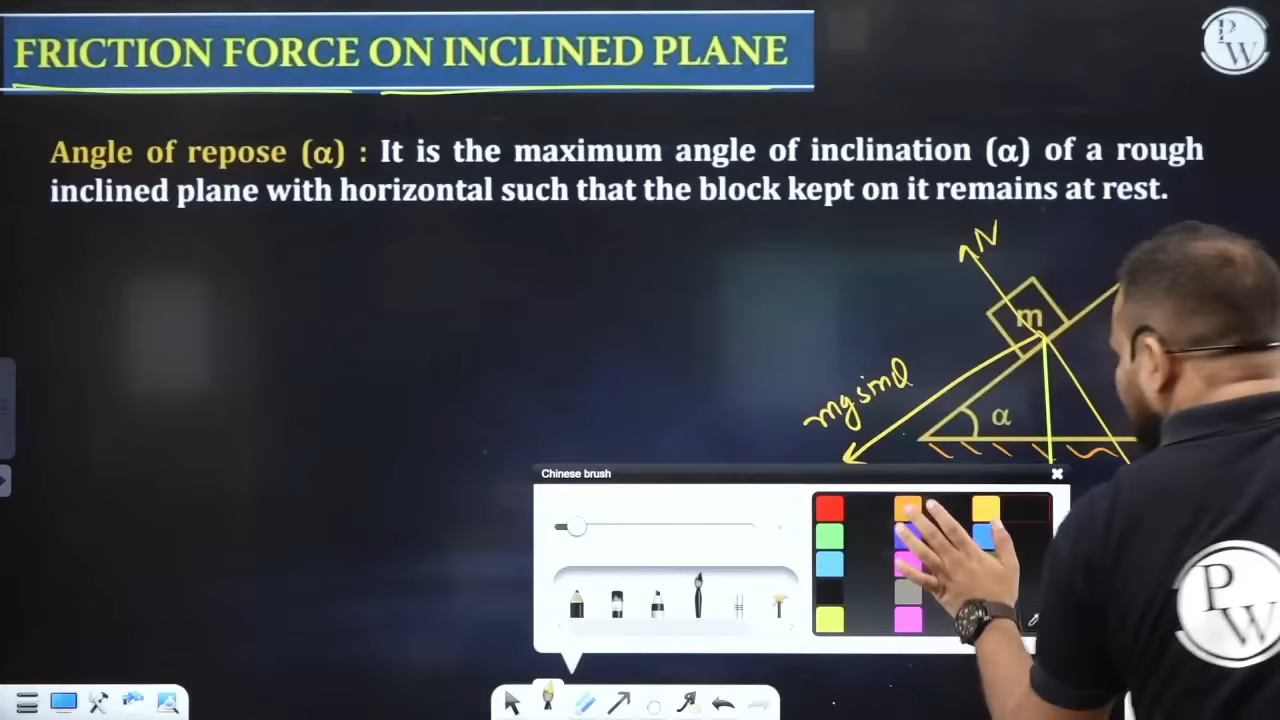 FRICTION FORCE ON INCLINED PLANE
PW
Angle of repose (α) : It is the maximum angle of inclination (α) of a rough
inclined plane with horizontal such that the block kept on it remains at rest.
N
m
mg sinθ
α
Chinese brush
PW